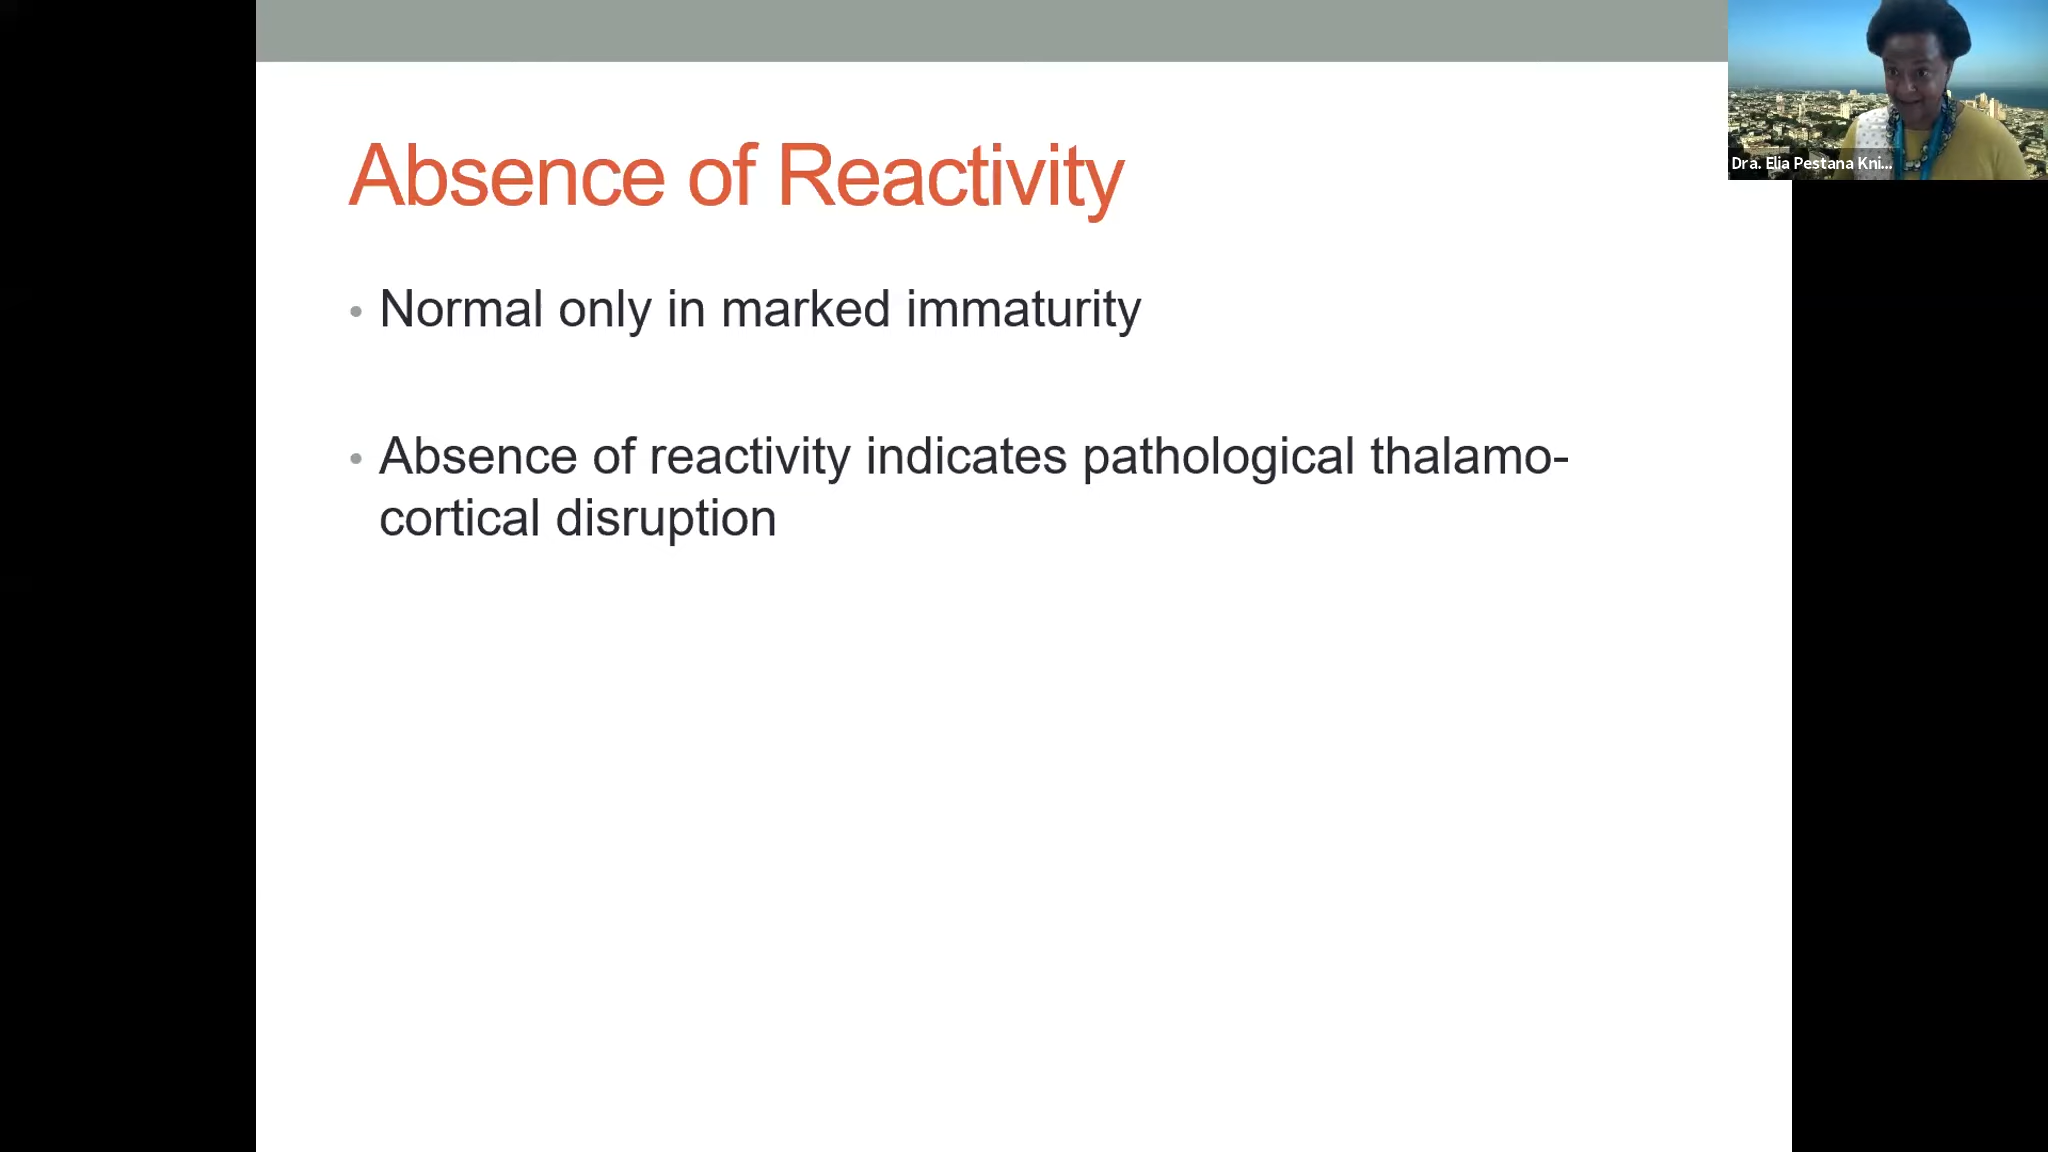 Absence of Reactivity
• Normal only in marked immaturity
• Absence of reactivity indicates pathological thalamo-
cortical disruption
Dra. Elia Pestana Kni...